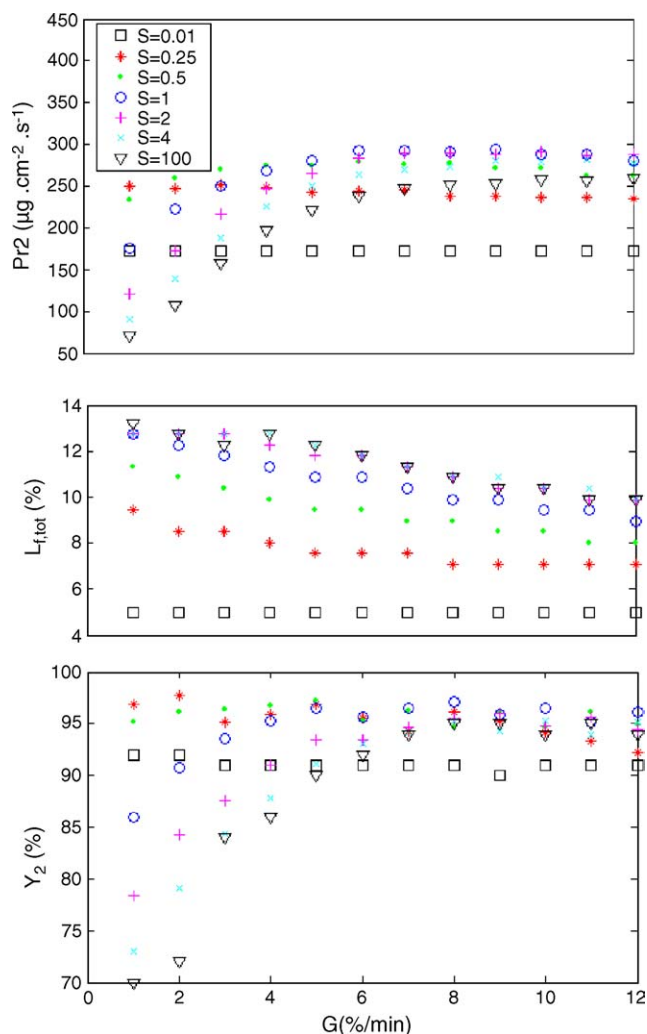 450
400
350
300
250
200
150
100
50
Pr2 (µg .cm⁻² .s⁻¹)
S=0.01
S=0.25
S=0.5
S=1
S=2
S=4
S=100
14
12
10
8
6
4
L_f,tot (%)
100
95
90
85
80
75
70
Y₂ (%)
0 2 4 6 8 10 12
G(%/min)